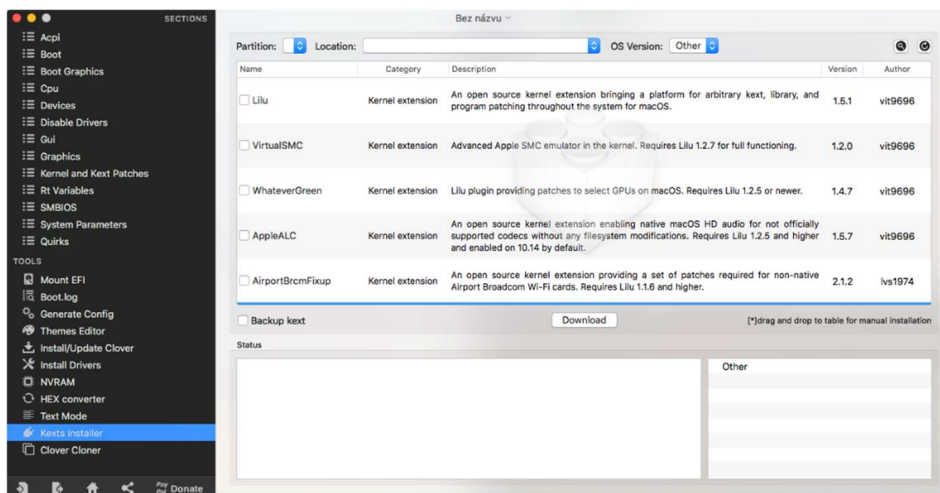 SECTIONS
Bez názvu
Acpi
Boot
Boot Graphics
Cpu
Devices
Disable Drivers
Gui
Graphics
Kernel and Kext Patches
Rt Variables
SMBIOS
System Parameters
Quirks
TOOLS
Mount EFI
Boot.log
Generate Config
Themes Editor
Install/Update Clover
Install Drivers
NVRAM
HEX converter
Text Mode
Kexts Installer
Clover Cloner
Pay Pal Donate
Partition: Location: OS Version: Other
Name Category Description Version Author
Lilu Kernel extension An open source kernel extension bringing a platform for arbitrary kext, library, and
program patching throughout the system for macOS. 1.5.1 vit9696
VirtualSMC Kernel extension Advanced Apple SMC emulator in the kernel. Requires Lilu 1.2.7 for full functioning. 1.2.0 vit9696
WhateverGreen Kernel extension Lilu plugin providing patches to select GPUs on macOS. Requires Lilu 1.2.5 or newer. 1.4.7 vit9696
An open source kernel extension enabling native macOS HD audio for not officially
AppleALC Kernel extension supported codecs without any filesystem modifications. Requires Lilu 1.2.5 and higher 1.5.7 vit9696
and enabled on 10.14 by default.
AirportBrcmFixup Kernel extension An open source kernel extension providing a set of patches required for non-native
Airport Broadcom Wi-Fi cards. Requires Lilu 1.1.6 and higher. 2.1.2 lvs1974
Backup kext Download [*]drag and drop to table for manual installation
Status
Other